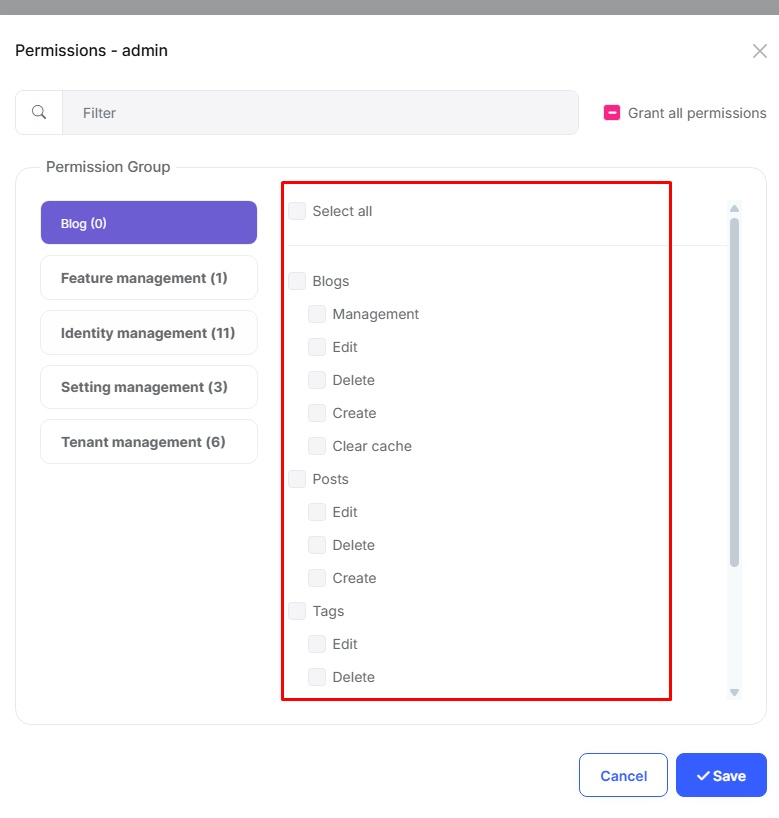 Permissions - admin
Filter
Grant all permissions
Permission Group
Blog (0)
Feature management (1)
Identity management (11)
Setting management (3)
Tenant management (6)
Select all
Blogs
Management
Edit
Delete
Create
Clear cache
Posts
Edit
Delete
Create
Tags
Edit
Delete
Cancel
Save